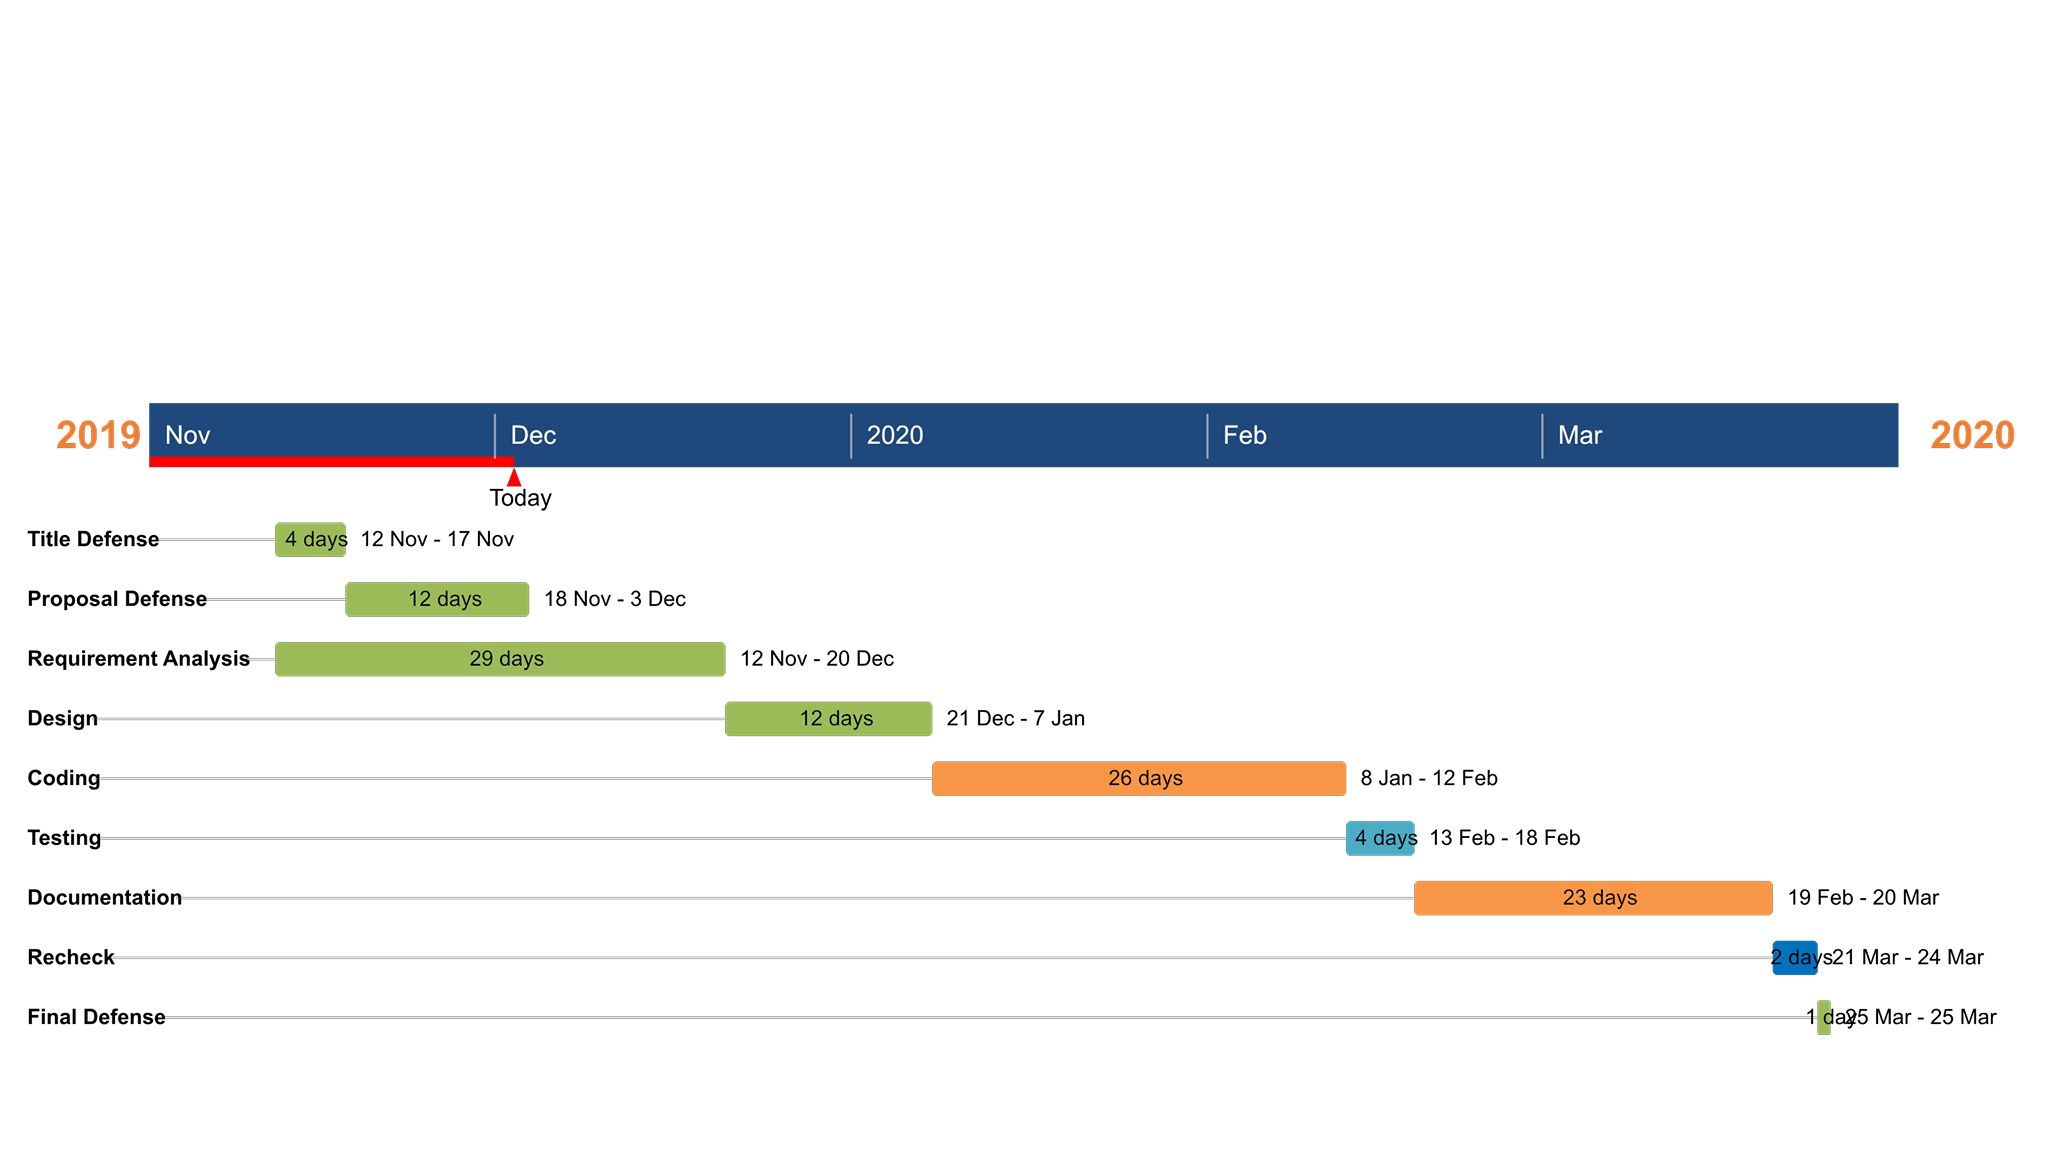 2019 Nov Dec 2020 Feb Mar 2020
Today
Title Defense 4 days 12 Nov - 17 Nov
Proposal Defense 12 days 18 Nov - 3 Dec
Requirement Analysis 29 days 12 Nov - 20 Dec
Design 12 days 21 Dec - 7 Jan
Coding 26 days 8 Jan - 12 Feb
Testing 4 days 13 Feb - 18 Feb
Documentation 23 days 19 Feb - 20 Mar
Recheck 2 days 21 Mar - 24 Mar
Final Defense 1 day 25 Mar - 25 Mar